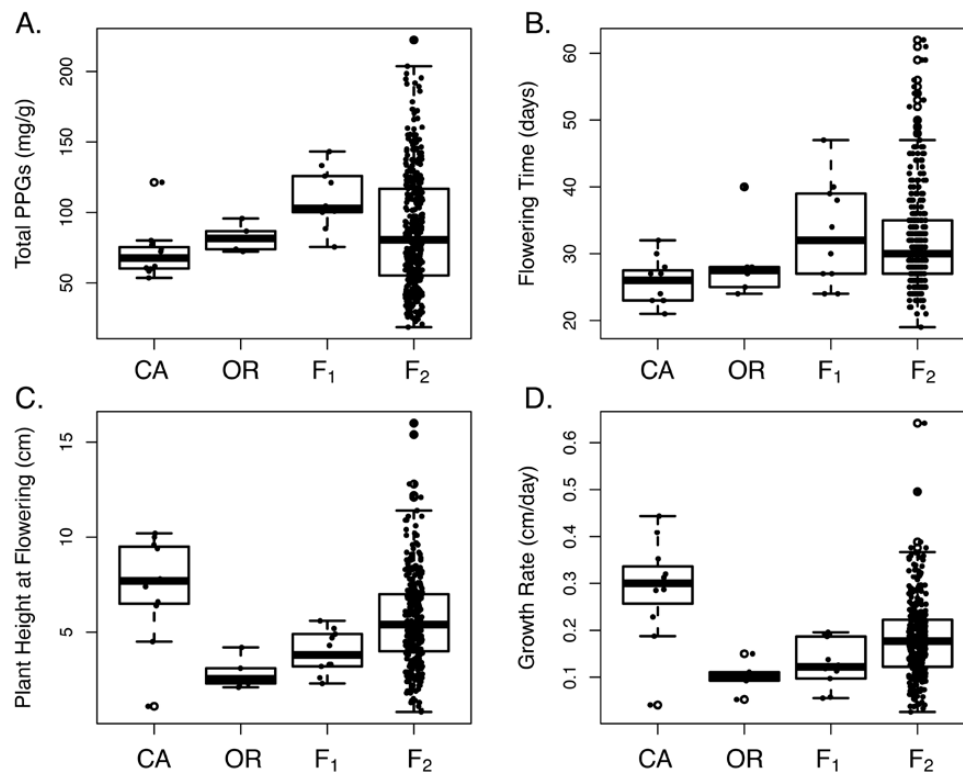 A.
Total PPGs (mg/g)
200
150
100
50
CA OR F₁ F₂
B.
Flowering Time (days)
60
50
40
30
20
CA OR F₁ F₂
C.
Plant Height at Flowering (cm)
15
10
5
CA OR F₁ F₂
D.
Growth Rate (cm/day)
0.6
0.5
0.4
0.3
0.2
0.1
CA OR F₁ F₂